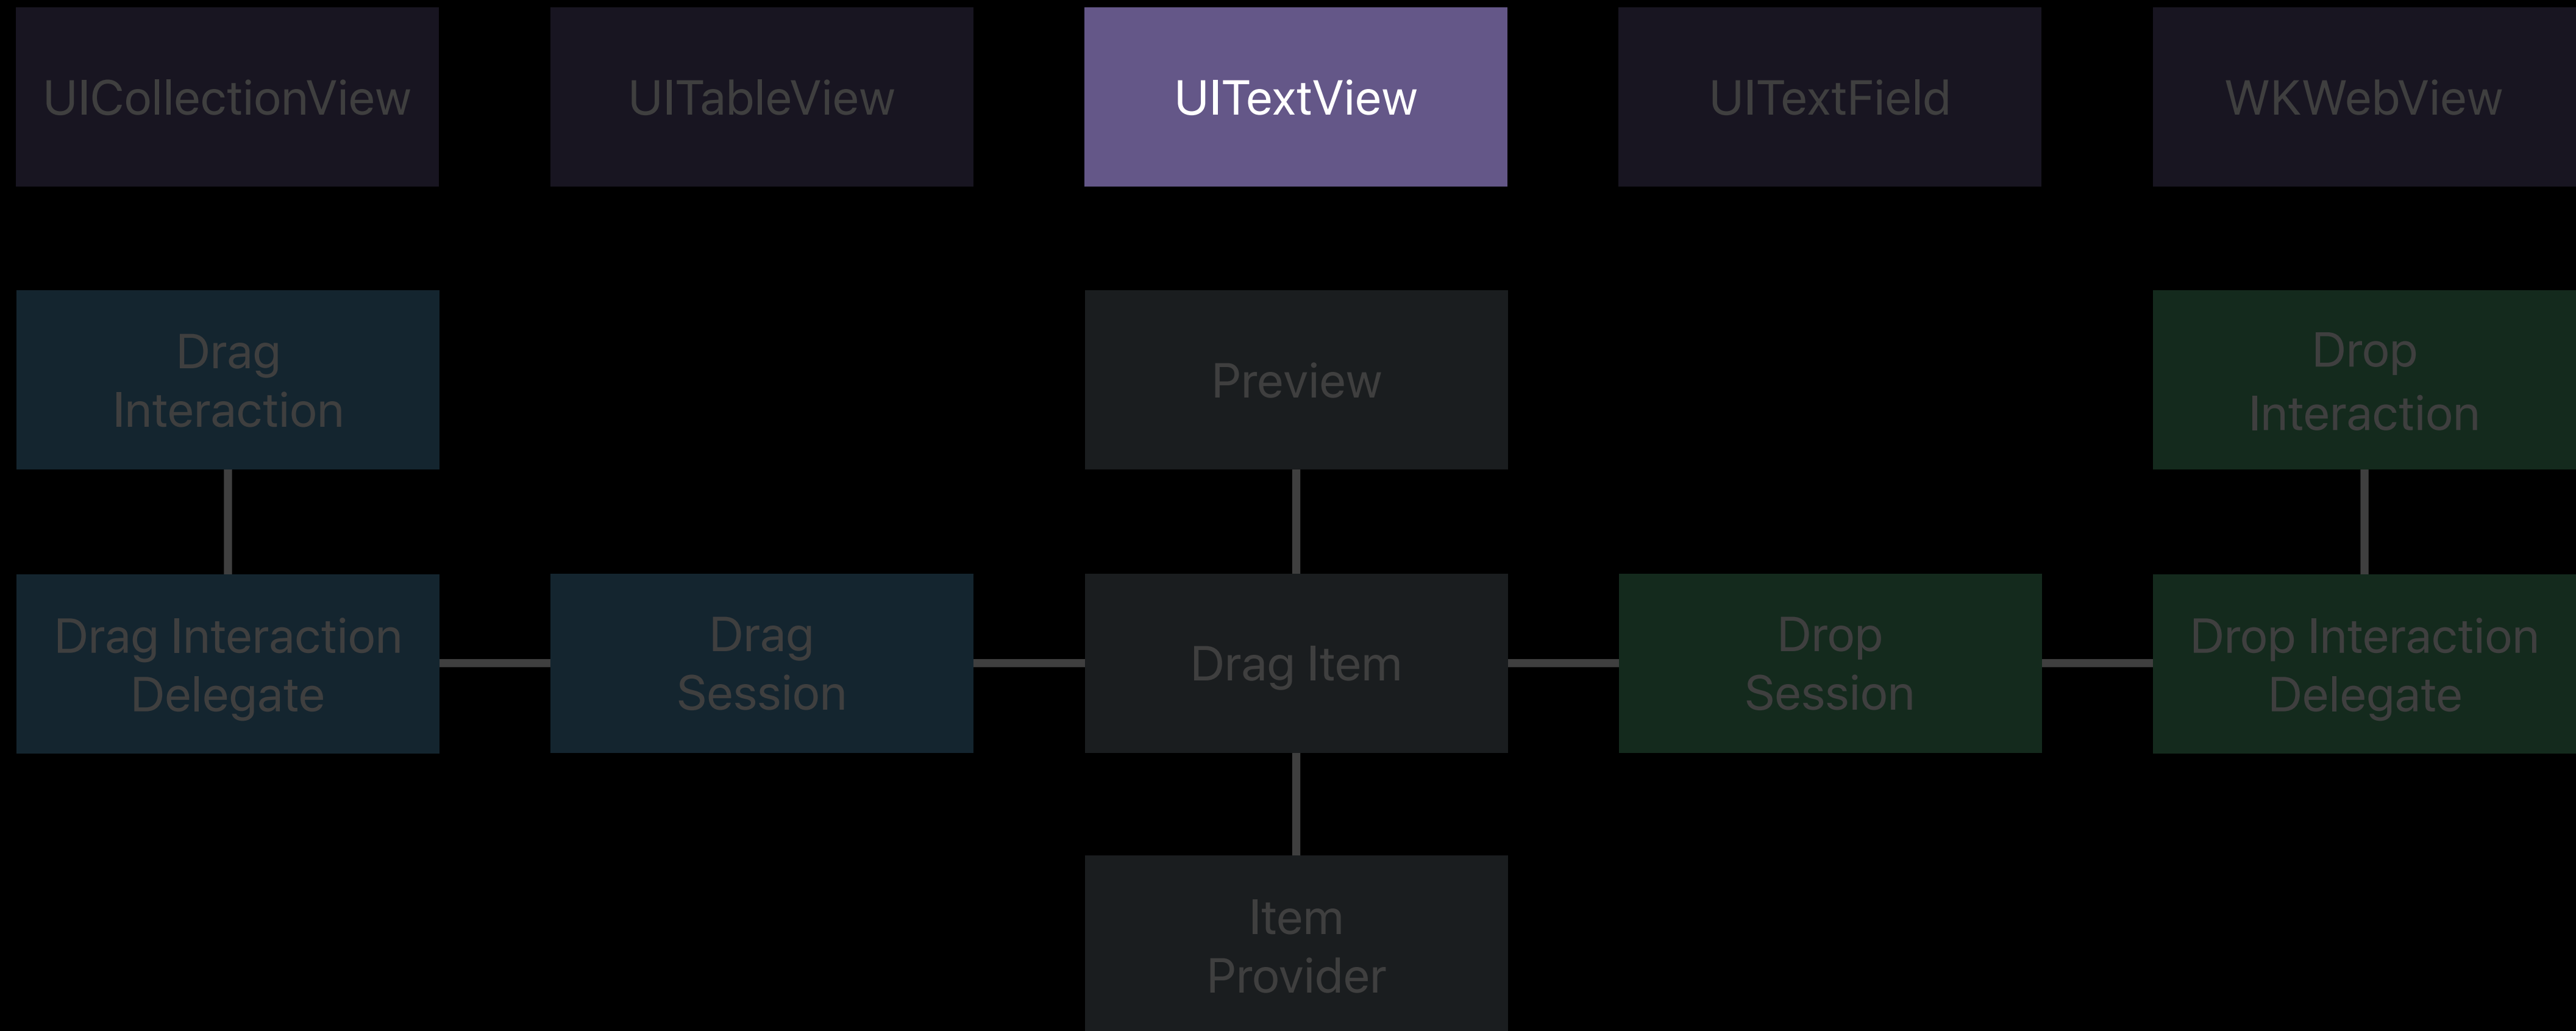 UICollectionView
UITableView
UITextView
UITextField
WKWebView
Drag
Interaction
Preview
Drop
Interaction
Drag Interaction
Delegate
Drag
Session
Drag Item
Drop
Session
Drop Interaction
Delegate
Item
Provider